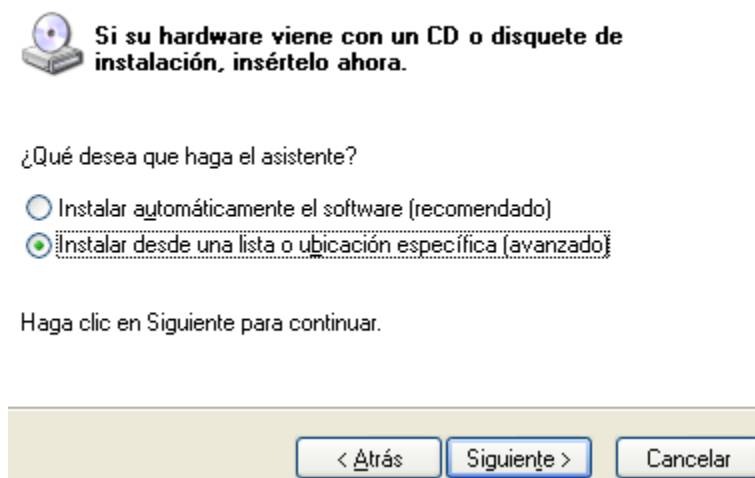 Si su hardware viene con un CD o disquete de
instalación, insértelo ahora.
¿Qué desea que haga el asistente?
Instalar automáticamente el software (recomendado)
Instalar desde una lista o ubicación específica (avanzado)
Haga clic en Siguiente para continuar.
< Atrás Siguiente > Cancelar